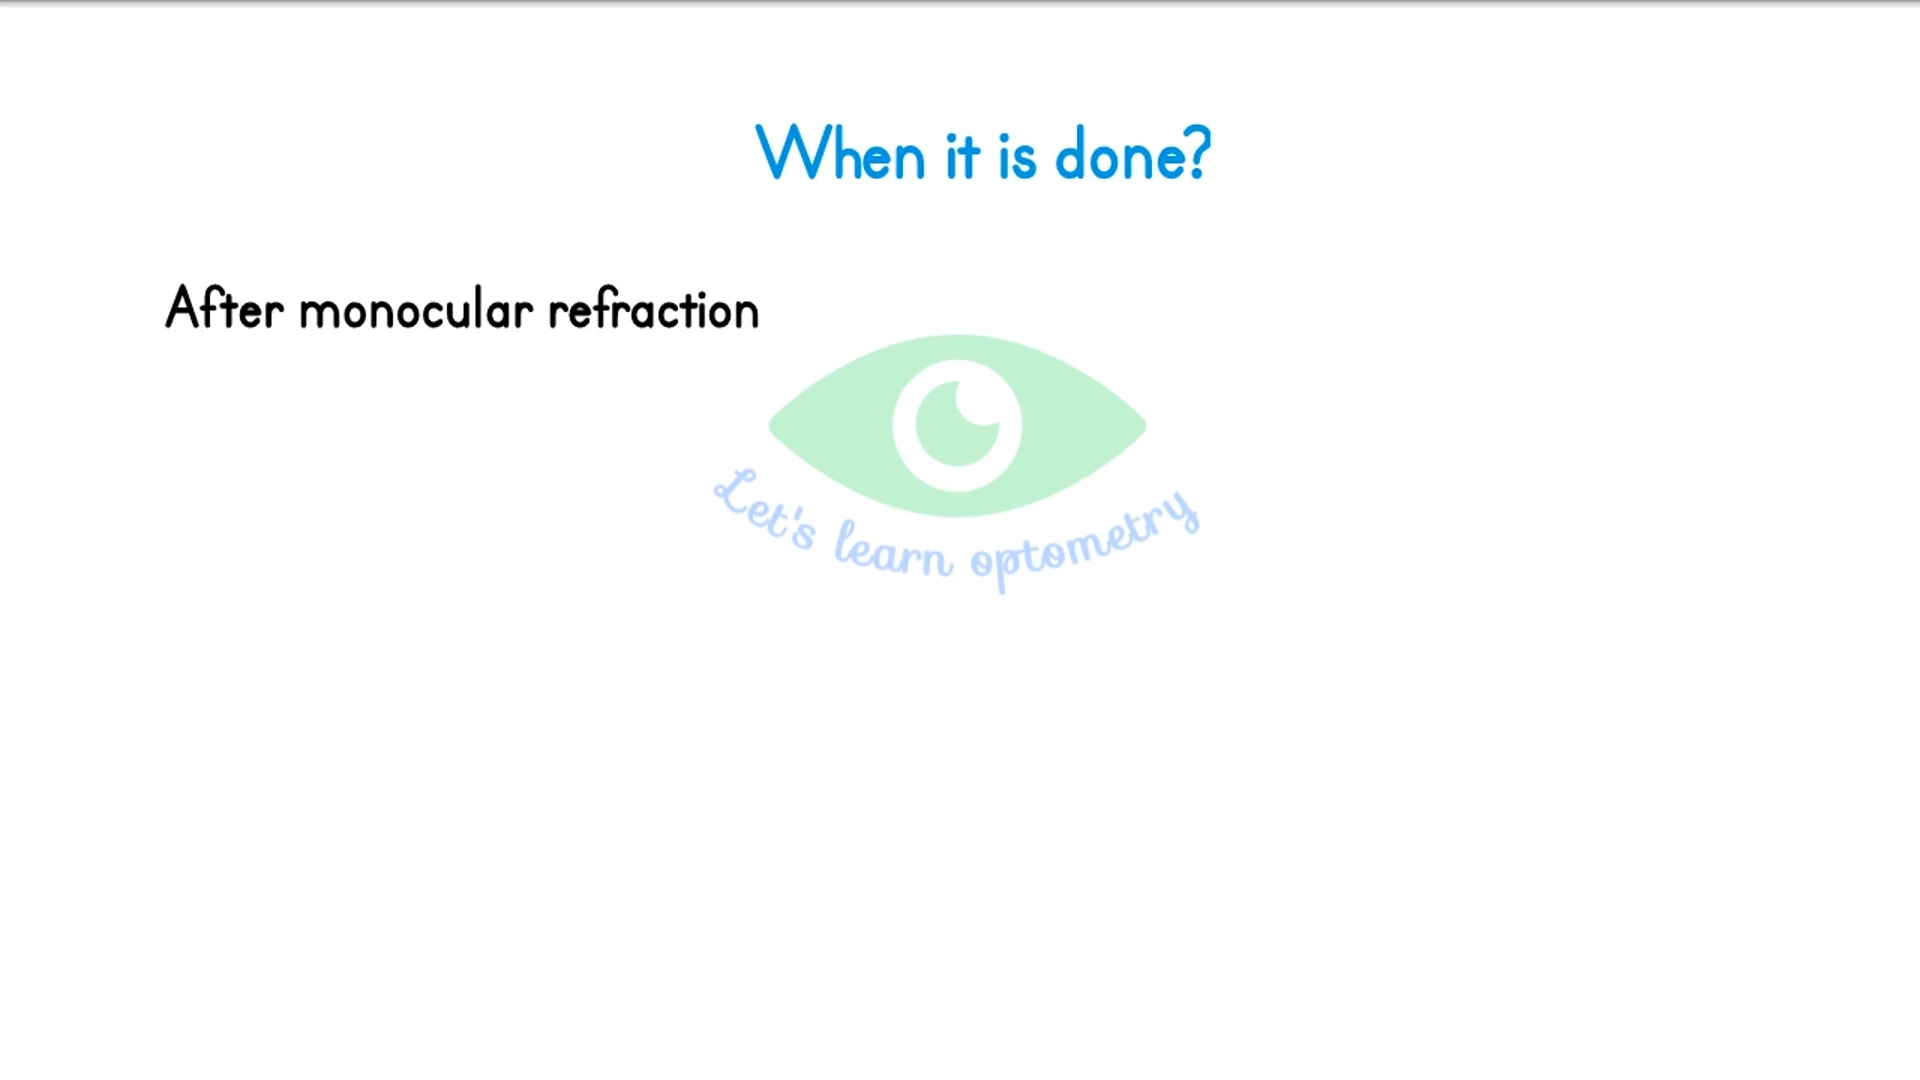 When it is done?
After monocular refraction
Let's learn optometry